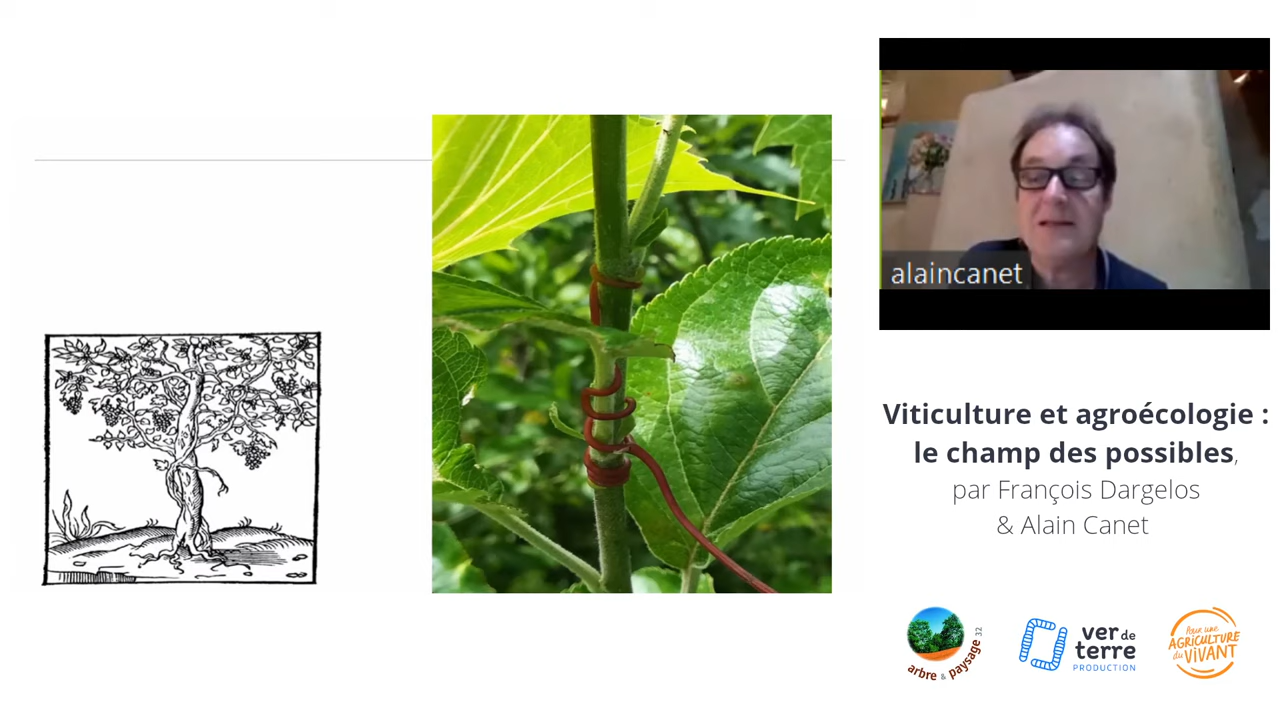 alaincanet
Viticulture et agroécologie :
le champ des possibles,
par François Dargelos
& Alain Canet
arbre & paysage 32
ver de
terre
PRODUCTION
Pour une
AGRICULTURE
du ViVANT